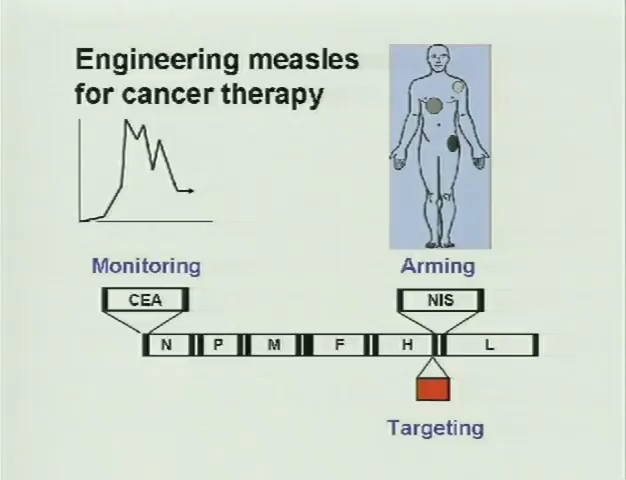 Engineering measles
for cancer therapy
Monitoring
Arming
CEA
NIS
N P M F H L
Targeting